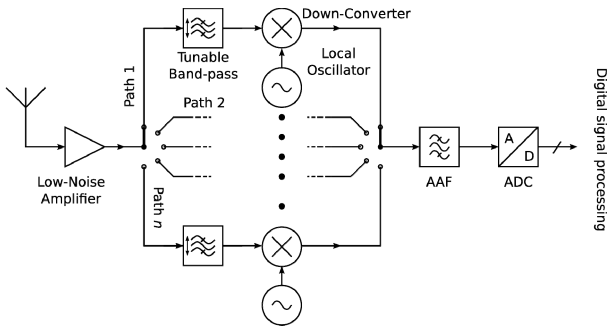 Down-Converter
Tunable
Band-pass
Local
Oscillator
Path 1
Path 2
Low-Noise
Amplifier
Path n
A
D
AAF
ADC
Digital signal processing